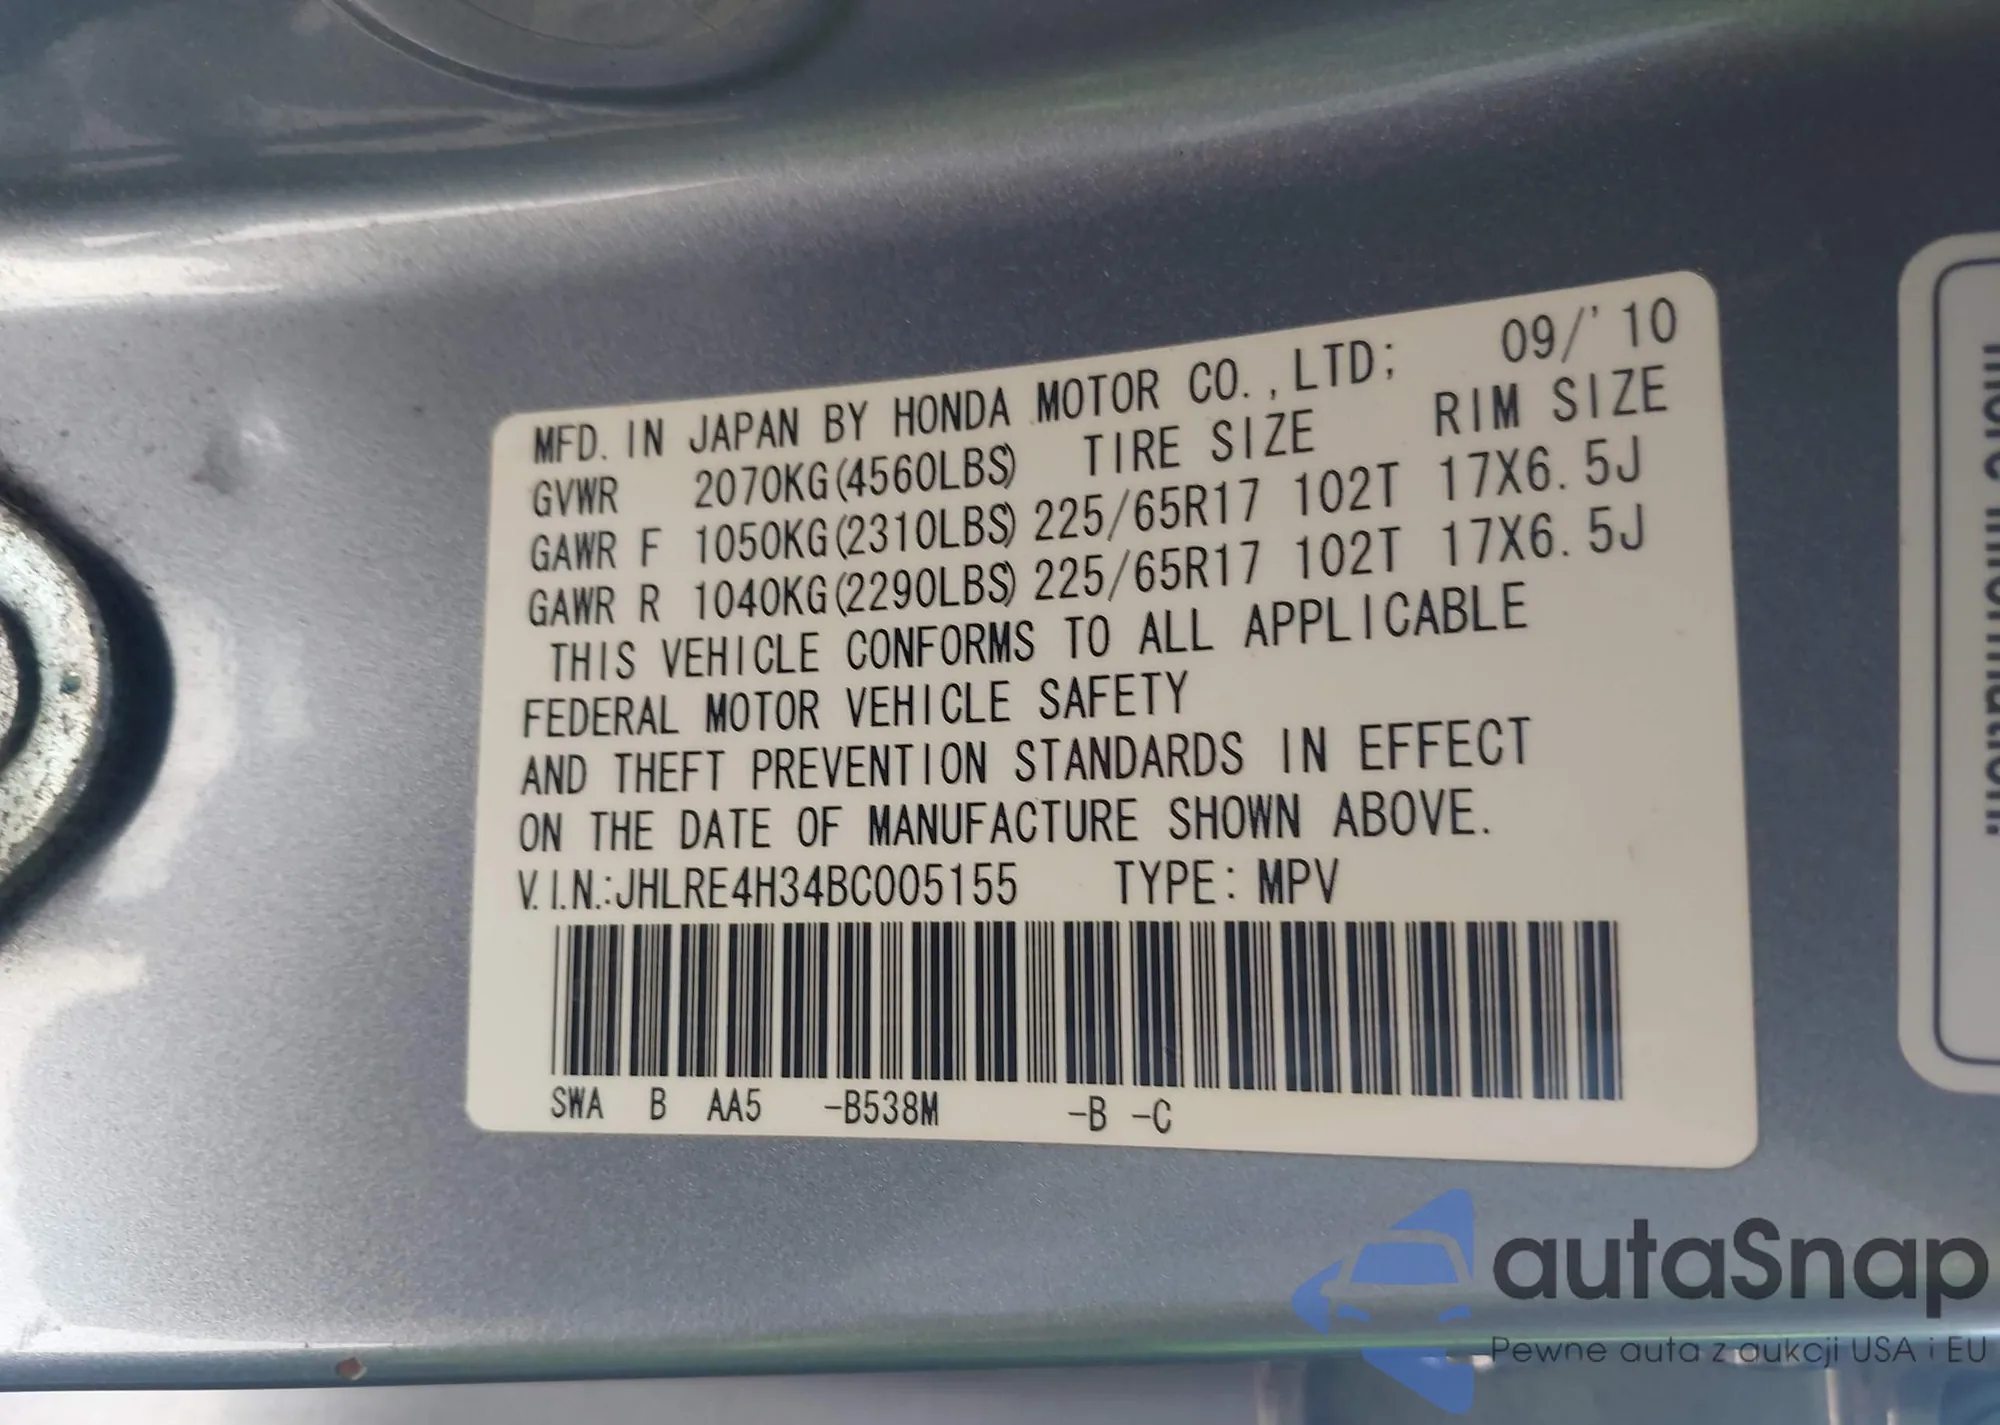 MFD. IN JAPAN BY HONDA MOTOR CO.,LTD; 09/'10
GVWR 2070KG(4560LBS) TIRE SIZE RIM SIZE
GAWR F 1050KG(2310LBS) 225/65R17 102T 17X6.5J
GAWR R 1040KG(2290LBS) 225/65R17 102T 17X6.5J
THIS VEHICLE CONFORMS TO ALL APPLICABLE
FEDERAL MOTOR VEHICLE SAFETY
AND THEFT PREVENTION STANDARDS IN EFFECT
ON THE DATE OF MANUFACTURE SHOWN ABOVE.
V.I.N.:JHLRE4H34BC005155 TYPE: MPV
SWA B AA5 -B538M -B -C
more information.
autaSnap
Pewne auta z aukcji USA i EU